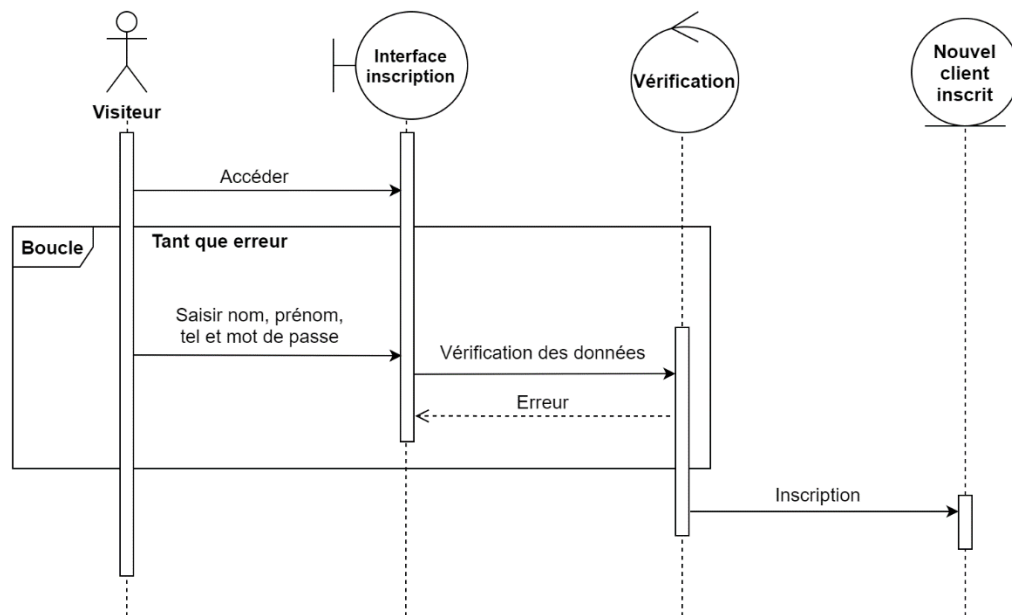 Visiteur
Interface
inscription
Vérification
Nouvel
client
inscrit
Accéder
Boucle
Tant que erreur
Saisir nom, prénom,
tel et mot de passe
Vérification des données
Erreur
Inscription